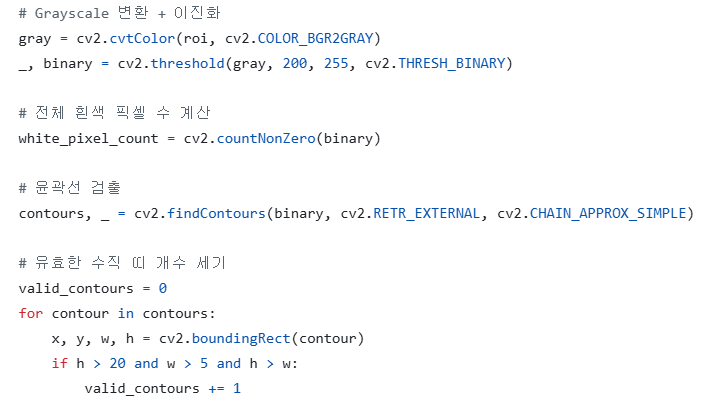 # Grayscale 변환 + 이진화
gray = cv2.cvtColor(roi, cv2.COLOR_BGR2GRAY)
_, binary = cv2.threshold(gray, 200, 255, cv2.THRESH_BINARY)
# 전체 흰색 픽셀 수 계산
white_pixel_count = cv2.countNonZero(binary)
# 윤곽선 검출
contours, _ = cv2.findContours(binary, cv2.RETR_EXTERNAL, cv2.CHAIN_APPROX_SIMPLE)
# 유효한 수직 띠 개수 세기
valid_contours = 0
for contour in contours:
    x, y, w, h = cv2.boundingRect(contour)
    if h > 20 and w > 5 and h > w:
        valid_contours += 1